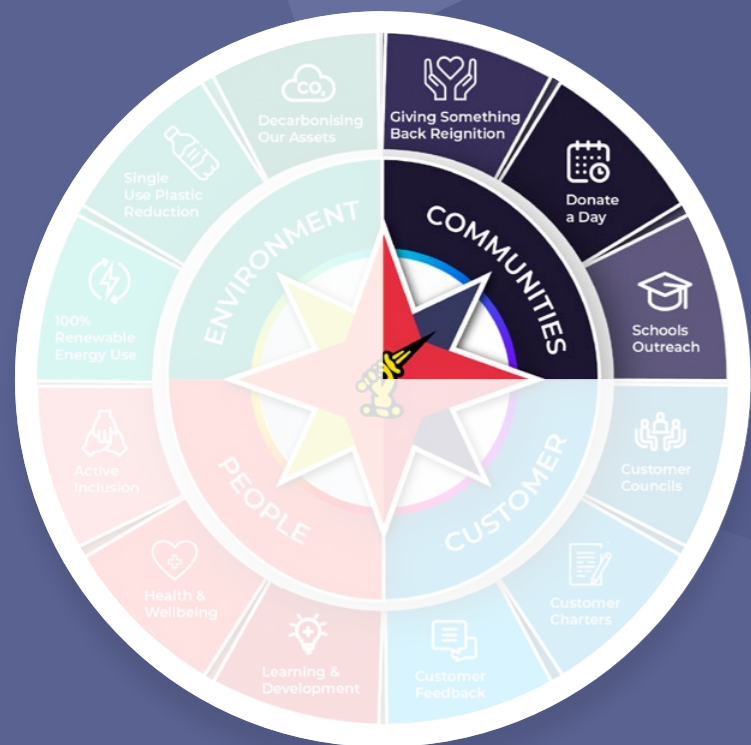 Giving Something
Back Reignition
Donate
a Day
Schools
Outreach
COMMUNITIES
Customer
Councils
Customer
Charters
Customer
Feedback
CUSTOMER
Learning &
Development
Health &
Wellbeing
Active
Inclusion
PEOPLE
100%
Renewable
Energy Use
Single
Use Plastic
Reduction
CO₂
Decarbonising
Our Assets
ENVIRONMENT